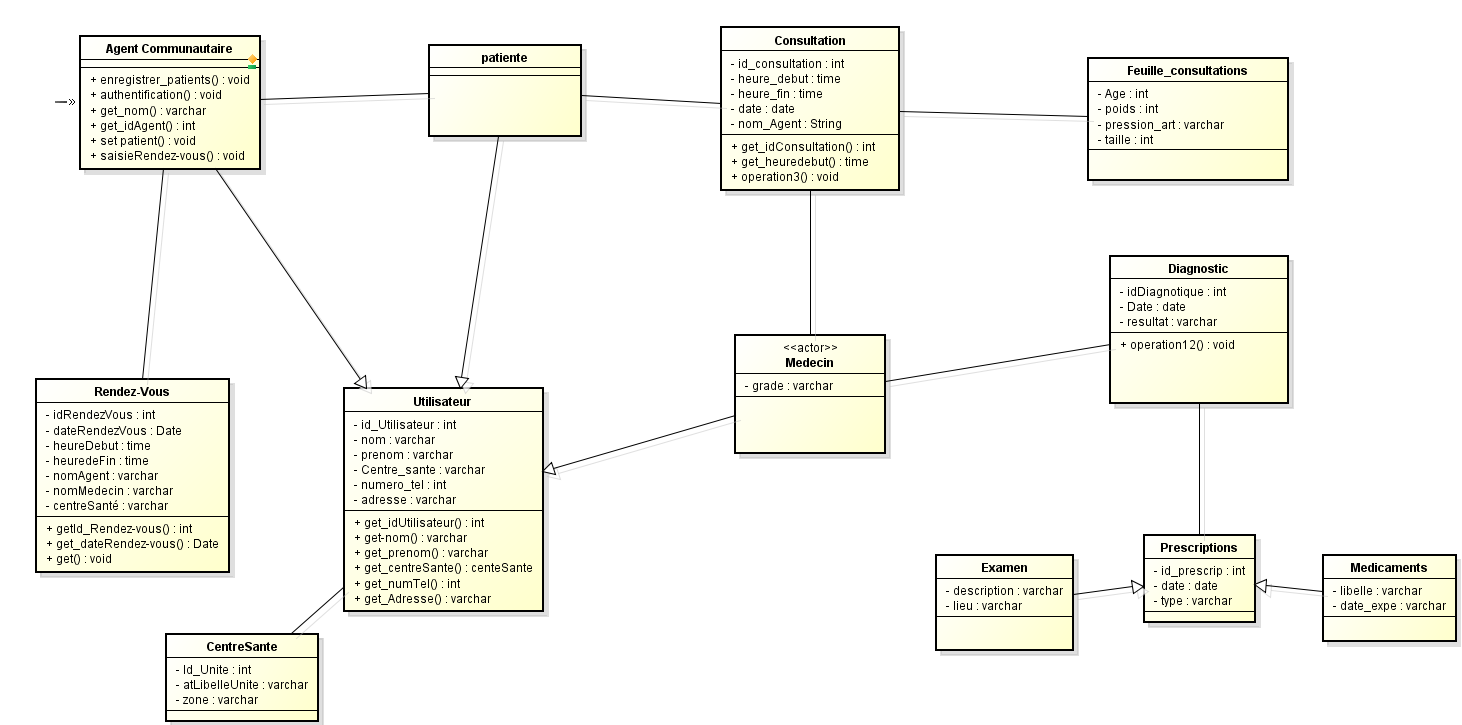 Agent Communautaire
+ enregistrer_patients() : void
+ authentification() : void
+ get_nom() : varchar
+ get_idAgent() : int
+ set patient() : void
+ saisieRendez-vous() : void
patiente
Consultation
- id_consultation : int
- heure_debut : time
- heure_fin : time
- date : date
- nom_Agent : String
+ get_idConsultation() : int
+ get_heuredebut() : time
+ operation3() : void
Feuille_consultations
- Age : int
- poids : int
- pression_art : varchar
- taille : int
Diagnostic
- idDiagnotique : int
- Date : date
- resultat : varchar
+ operation12() : void
<<actor>>
Medecin
- grade : varchar
Rendez-Vous
- idRendezVous : int
- dateRendezVous : Date
- heureDebut : time
- heuredeFin : time
- nomAgent : varchar
- nomMedecin : varchar
- centreSanté : varchar
+ getId_Rendez-vous() : int
+ get_dateRendez-vous() : Date
+ get() : void
Utilisateur
- id_Utilisateur : int
- nom : varchar
- prenom : varchar
- Centre_sante : varchar
- numero_tel : int
- adresse : varchar
+ get_idUtilisateur() : int
+ get-nom() : varchar
+ get_prenom() : varchar
+ get_centreSante() : centeSante
+ get_numTel() : int
+ get_Adresse() : varchar
CentreSante
- Id_Unite : int
- atLibelleUnite : varchar
- zone : varchar
Examen
- description : varchar
- lieu : varchar
Prescriptions
- id_prescrip : int
- date : date
- type : varchar
Medicaments
- libelle : varchar
- date_expe : varchar